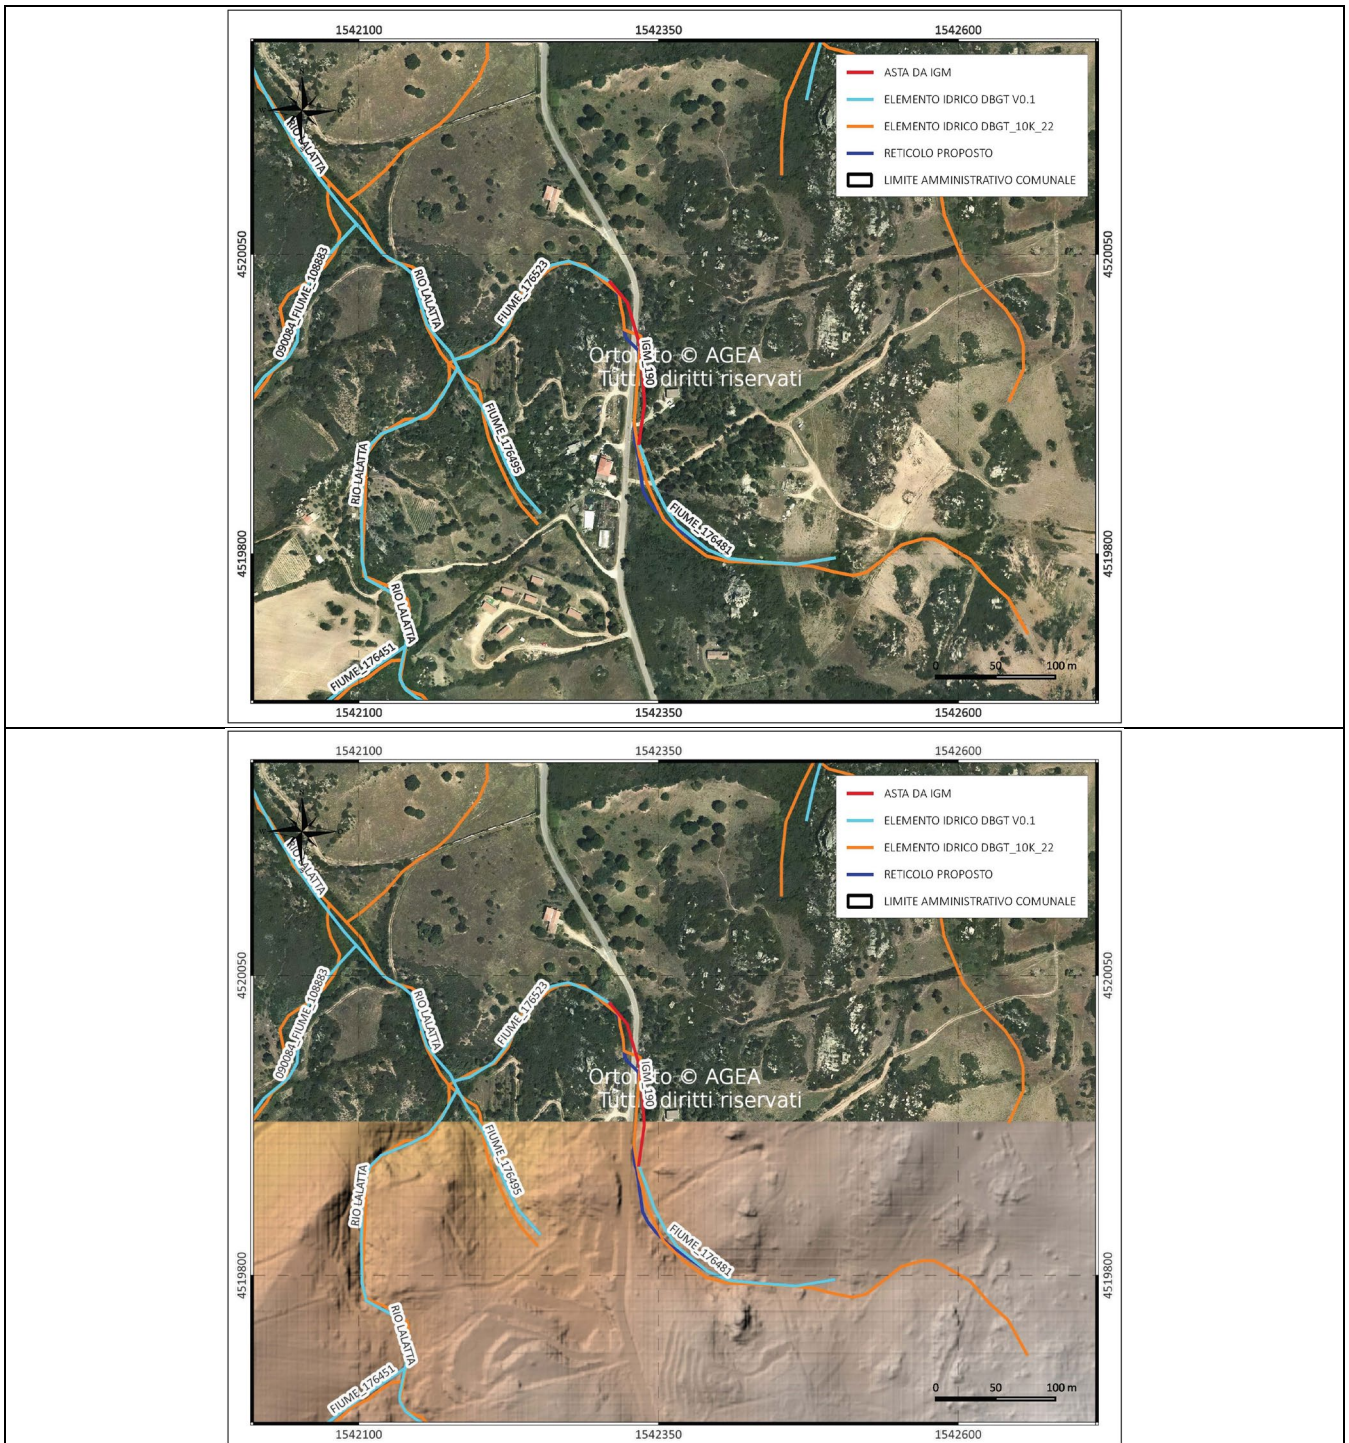 1542100 1542350 1542600
ASTA DA IGM
ELEMENTO IDRICO DBGT V0.1
ELEMENTO IDRICO DBGT_10K_22
RETICOLO PROPOSTO
LIMITE AMMINISTRATIVO COMUNALE
RIO LALATTA
4520050 4520050
090084_FIUME_108883
RIO LALATTA
FIUME_176523
IGM_190
Ortofoto © AGEA
Tutti i diritti riservati
FIUME_176495
RIO LALATTA
FIUME_176481
4519800 4519800
RIO LALATTA
FIUME_176451
0 50 100 m
1542100 1542350 1542600
1542100 1542350 1542600
ASTA DA IGM
ELEMENTO IDRICO DBGT V0.1
ELEMENTO IDRICO DBGT_10K_22
RETICOLO PROPOSTO
LIMITE AMMINISTRATIVO COMUNALE
RIO LALATTA
4520050 4520050
090084_FIUME_108883
RIO LALATTA
FIUME_176523
IGM_190
Ortofoto © AGEA
Tutti i diritti riservati
FIUME_176495
RIO LALATTA
FIUME_176481
4519800 4519800
RIO LALATTA
FIUME_176451
0 50 100 m
1542100 1542350 1542600